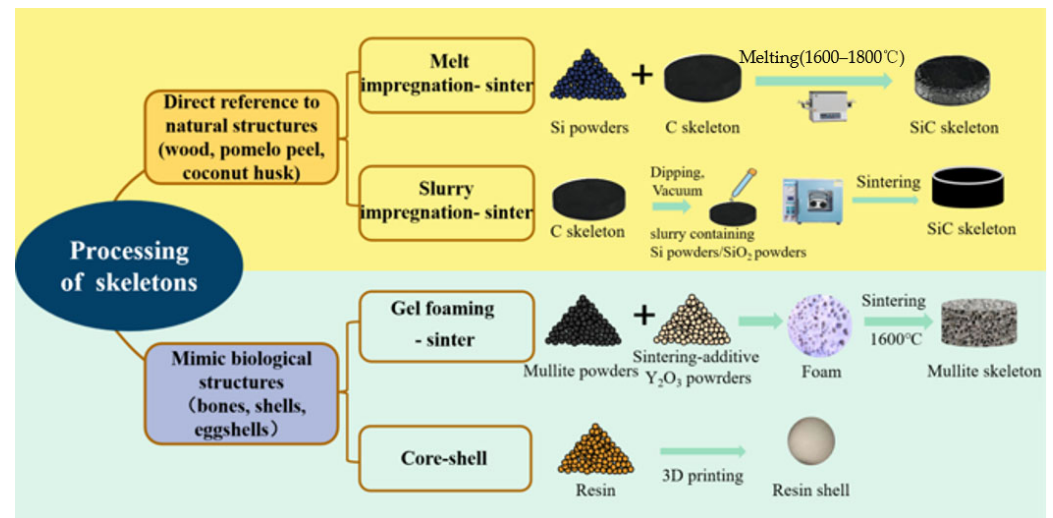 Processing
of skeletons
Direct reference to
natural structures
(wood, pomelo peel,
coconut husk)
Melt
impregnation- sinter
Si powders
+
C skeleton
Melting(1600–1800℃)
SiC skeleton
Slurry
impregnation- sinter
C skeleton
Dipping,
Vacuum
slurry containing
Si powders/SiO₂ powders
Sintering
SiC skeleton
Mimic biological
structures
（bones, shells,
eggshells）
Gel foaming
- sinter
Mullite powders
+
Sintering-additive
Y₂O₃ powrders
Foam
Sintering
1600℃
Mullite skeleton
Core-shell
Resin
3D printing
Resin shell